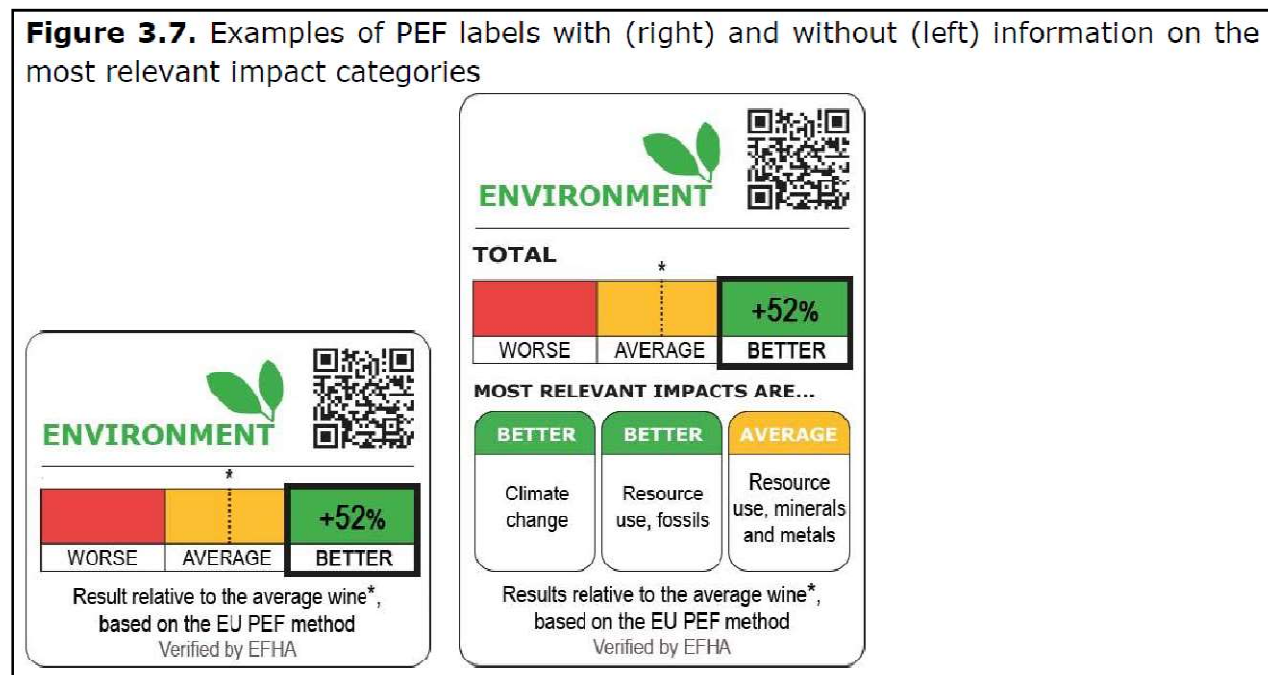 Figure 3.7. Examples of PEF labels with (right) and without (left) information on the
most relevant impact categories
ENVIRONMENT
*
+52%
WORSE AVERAGE BETTER
Result relative to the average wine*,
based on the EU PEF method
Verified by EFHA
ENVIRONMENT
TOTAL
*
+52%
WORSE AVERAGE BETTER
MOST RELEVANT IMPACTS ARE...
BETTER BETTER AVERAGE
Climate
change
Resource
use, fossils
Resource
use, minerals
and metals
Results relative to the average wine*,
based on the EU PEF method
Verified by EFHA